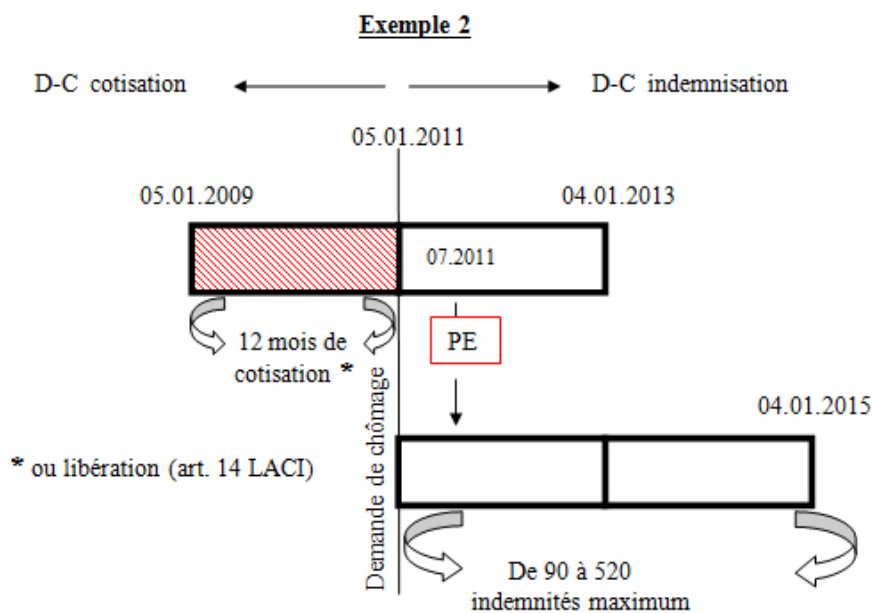 Exemple 2
D-C cotisation
D-C indemnisation
05.01.2011
05.01.2009
04.01.2013
07.2011
12 mois de
cotisation *
PE
Demande de chômage
04.01.2015
* ou libération (art. 14 LACI)
De 90 à 520
indemnités maximum